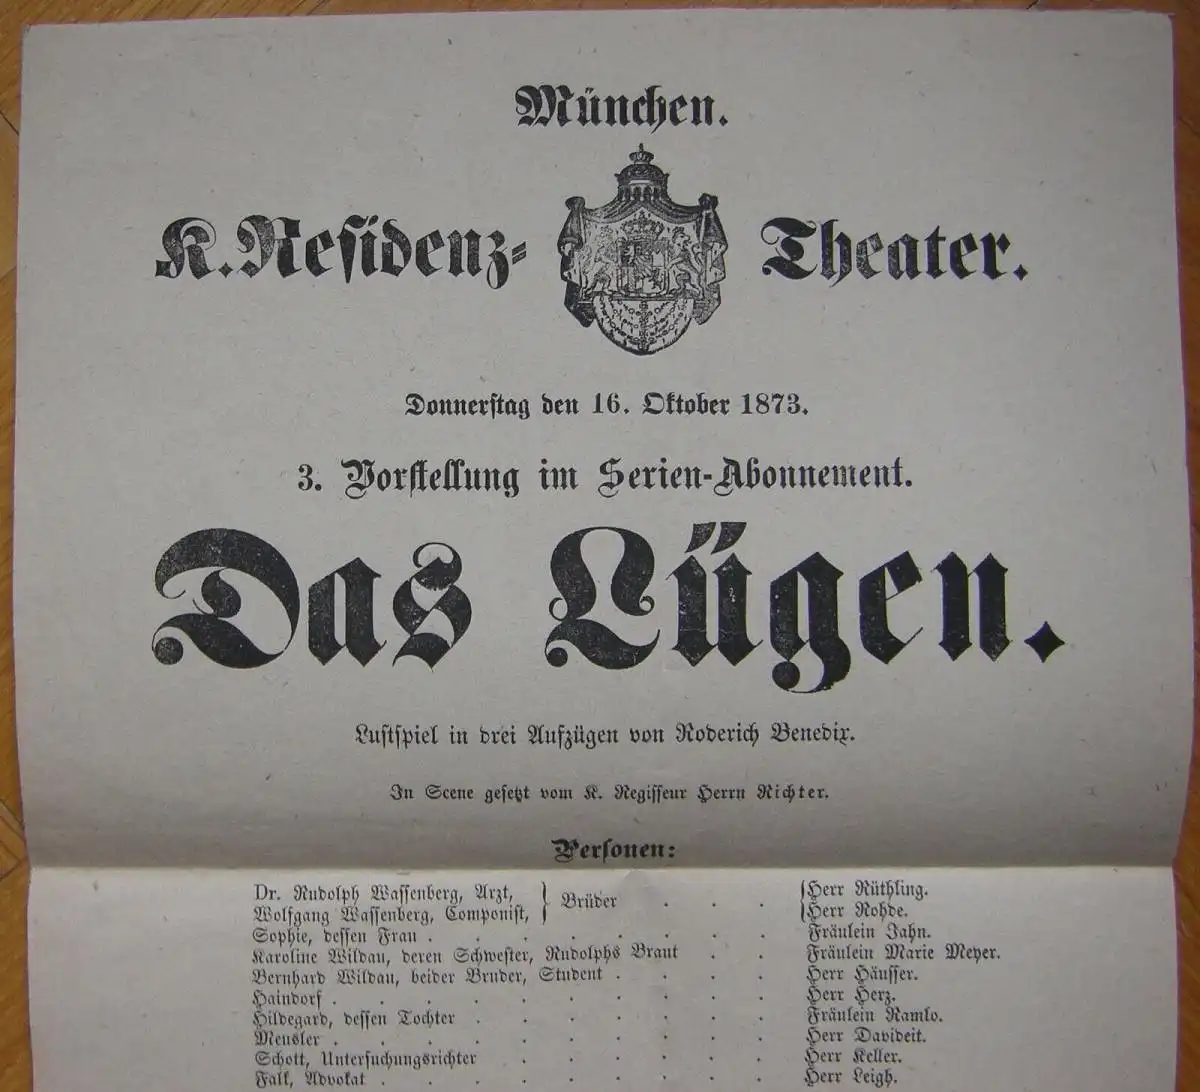 München.
K. Residenz-Theater.
Donnerstag den 16. Oktober 1873.
3. Vorstellung im Serien-Abonnement.
Das Lügen.
Lustspiel in drei Aufzügen von Roderich Benedix.
In Scene gesetzt vom K. Regisseur Herrn Richter.
Personen:
Dr. Rudolph Wassenberg, Arzt, } Brüder . . . { Herr Rüthling.
Wolfgang Wassenberg, Componist, } { Herr Rohde.
Sophie, dessen Frau . . . . . . . . Fräulein Jahn.
Karoline Wildau, deren Schwester, Rudolphs Braut . . Fräulein Marie Meyer.
Bernhard Wildau, beider Bruder, Student . . . . Herr Häusser.
Haindorf . . . . . . . . . . Herr Herz.
Hildegard, dessen Tochter . . . . . . . Fräulein Ramlo.
Meusler . . . . . . . . . . Herr Davideit.
Schott, Untersuchungsrichter . . . . . . Herr Keller.
Falk, Advokat . . . . . . . . . Herr Leigh.